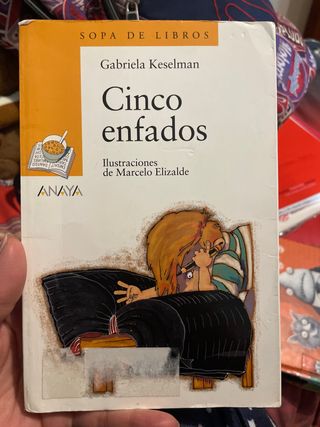 SOPA DE LIBROS
Gabriela Keselman
Cinco
enfados
Ilustraciones
de Marcelo Elizalde
ANAYA